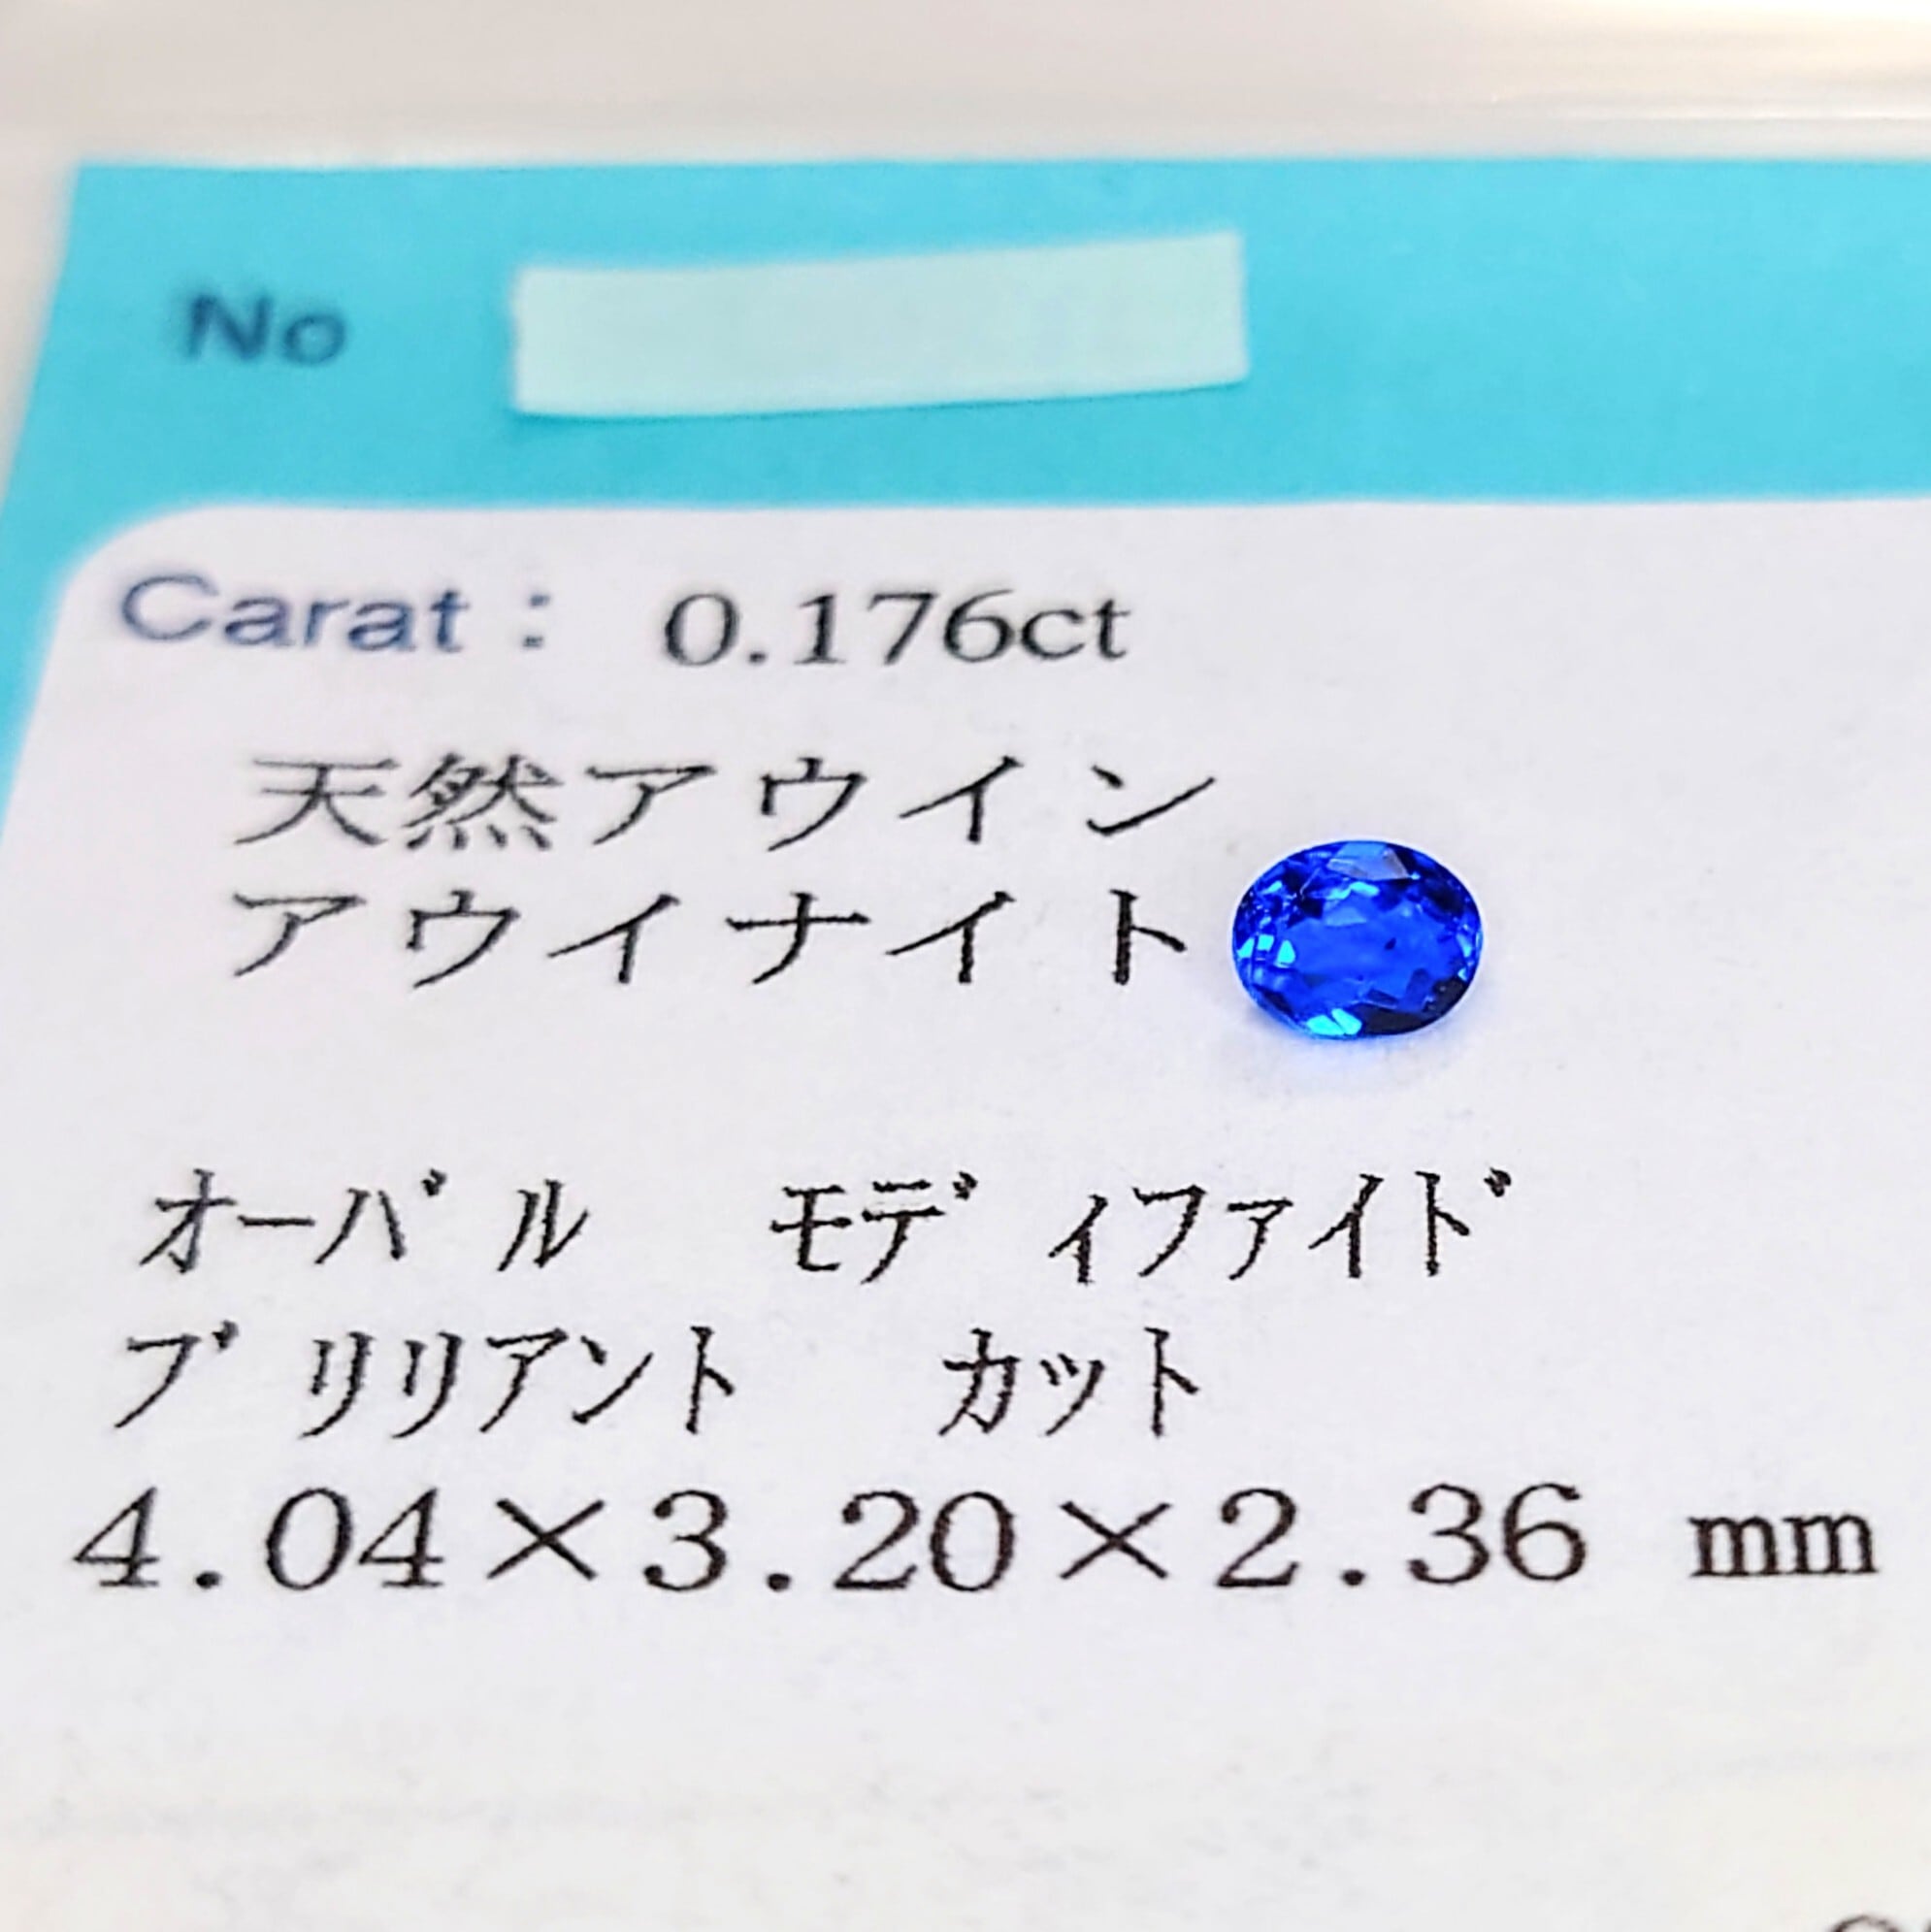 No
Carat : 0.176ct
天然アウイン
アウイナイト
ｵｰﾊﾞﾙ ﾓﾃﾞｨﾌｧｲﾄﾞ
ﾌﾞﾘﾘｱﾝﾄ ｶｯﾄ
4.04×3.20×2.36 mm